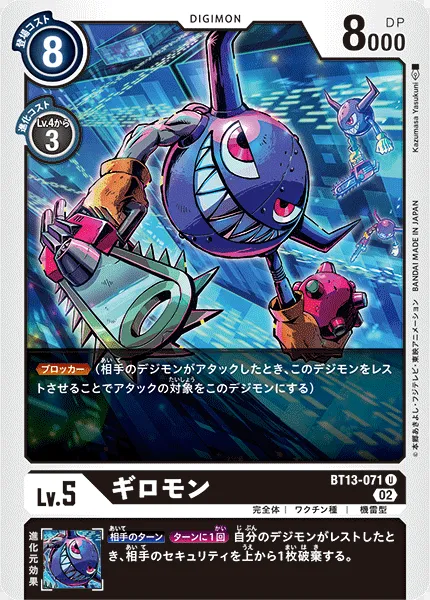 登場コスト
8
DIGIMON
8000
DP
進化コスト
Lv.4から
3
Kazumasa Yasukuni
©本郷あきよし・フジテレビ・東映アニメーション BANDAI MADE IN JAPAN
ブロッカー (相手のデジモンがアタックしたとき、このデジモンをレス
トさせることでアタックの対象をこのデジモンにする)
BT13-071 U
02
Lv.5
ギロモン
完全体 | ワクチン種 | 機雷型
進化元効果
相手のターン ターンに1回 自分のデジモンがレストしたと
き、相手のセキュリティを上から1枚破棄する。